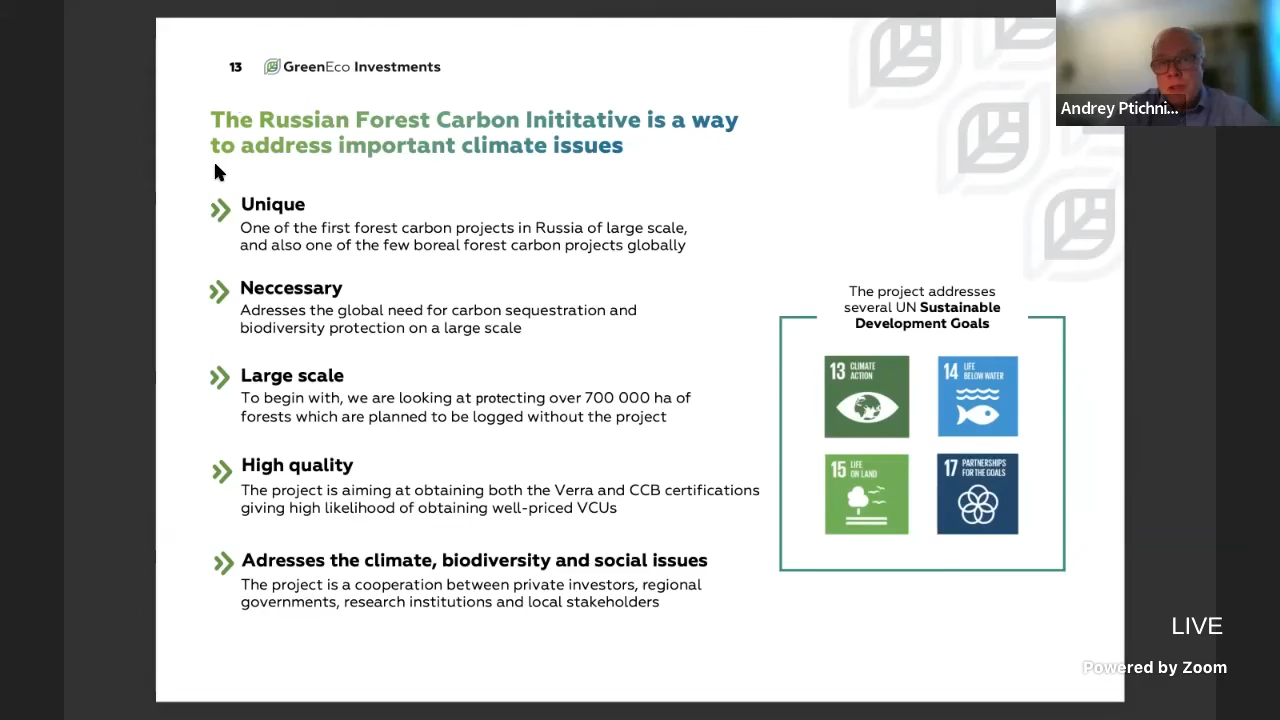 13 GreenEco Investments
The Russian Forest Carbon Inititative is a way
to address important climate issues
Unique
One of the first forest carbon projects in Russia of large scale,
and also one of the few boreal forest carbon projects globally
Neccessary
Adresses the global need for carbon sequestration and
biodiversity protection on a large scale
Large scale
To begin with, we are looking at protecting over 700 000 ha of
forests which are planned to be logged without the project
High quality
The project is aiming at obtaining both the Verra and CCB certifications
giving high likelihood of obtaining well-priced VCUs
Adresses the climate, biodiversity and social issues
The project is a cooperation between private investors, regional
governments, research institutions and local stakeholders
The project addresses
several UN Sustainable
Development Goals
13 CLIMATE
ACTION
14 LIFE
BELOW WATER
15 LIFE
ON LAND
17 PARTNERSHIPS
FOR THE GOALS
Andrey Ptichni...
LIVE
Powered by Zoom